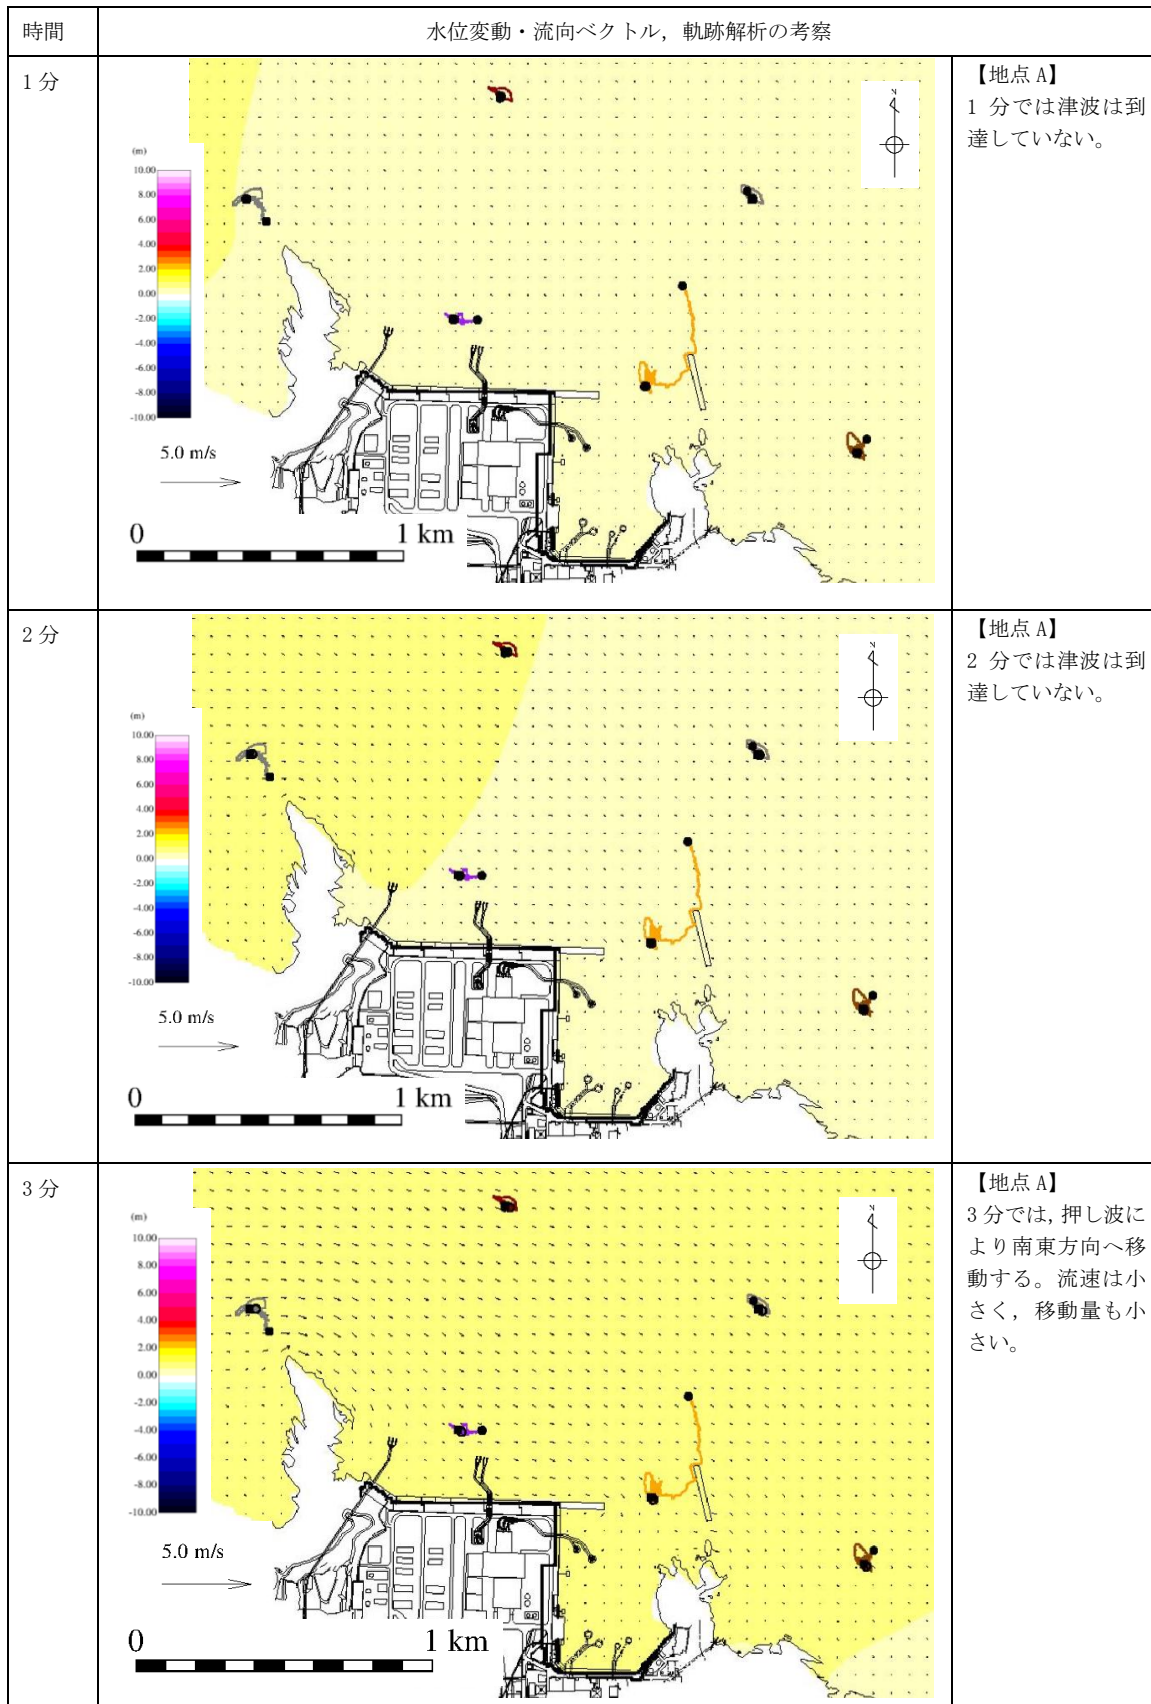 時間
水位変動・流向ベクトル，軌跡解析の考察
1 分
(m)
10.00
8.00
6.00
4.00
2.00
0.00
-2.00
-4.00
-6.00
-8.00
-10.00
5.0 m/s
0
1 km
N
【地点 A】
1 分では津波は到
達していない。
2 分
(m)
10.00
8.00
6.00
4.00
2.00
0.00
-2.00
-4.00
-6.00
-8.00
-10.00
5.0 m/s
0
1 km
N
【地点 A】
2 分では津波は到
達していない。
3 分
(m)
10.00
8.00
6.00
4.00
2.00
0.00
-2.00
-4.00
-6.00
-8.00
-10.00
5.0 m/s
0
1 km
N
【地点 A】
3 分では，押し波に
より南東方向へ移
動する。流速は小
さく，移動量も小
さい。